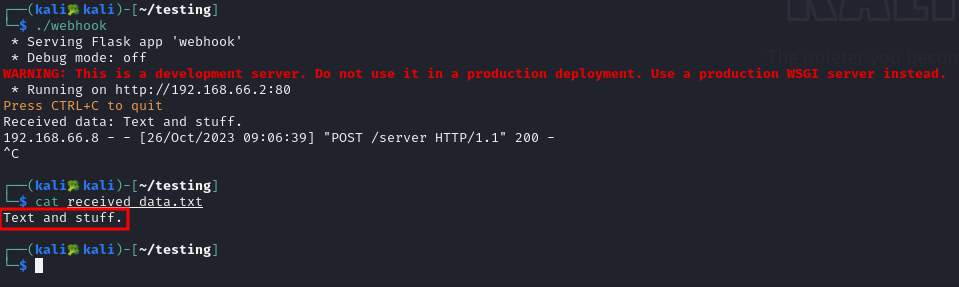 ┌──(kali㉿kali)-[~/testing]
└─$ ./webhook
 * Serving Flask app 'webhook'
 * Debug mode: off
WARNING: This is a development server. Do not use it in a production deployment. Use a production WSGI server instead.
 * Running on http://192.168.66.2:80
Press CTRL+C to quit
Received data: Text and stuff.
192.168.66.8 - - [26/Oct/2023 09:06:39] "POST /server HTTP/1.1" 200 -
^C
┌──(kali㉿kali)-[~/testing]
└─$ cat received_data.txt
Text and stuff.
┌──(kali㉿kali)-[~/testing]
└─$
KALI
The quieter you becom